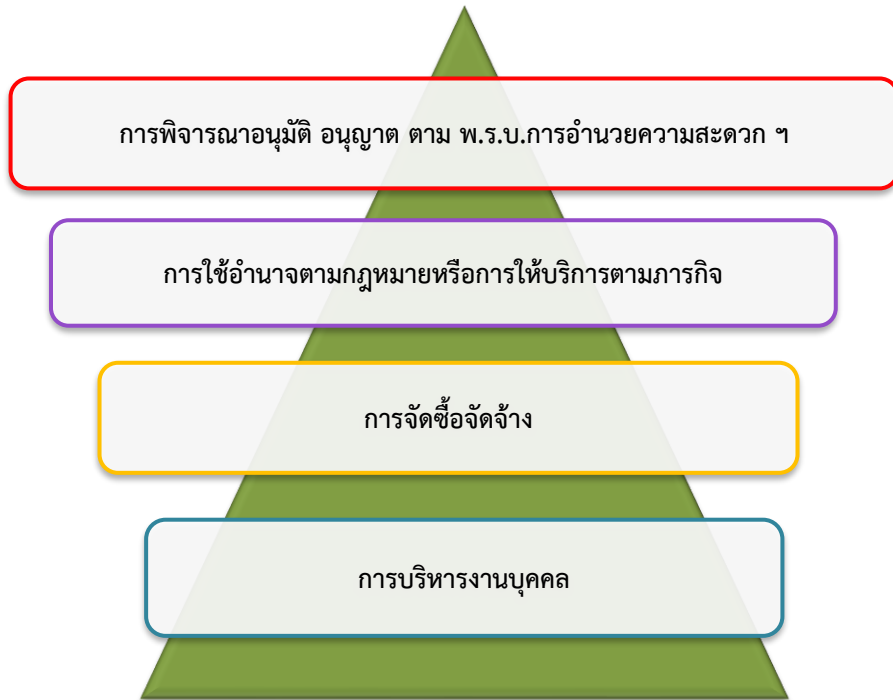 การพิจารณาอนุมัติ อนุญาต ตาม พ.ร.บ.การอำนวยความสะดวก ฯ
การใช้อำนาจตามกฎหมายหรือการให้บริการตามภารกิจ
การจัดซื้อจัดจ้าง
การบริหารงานบุคคล